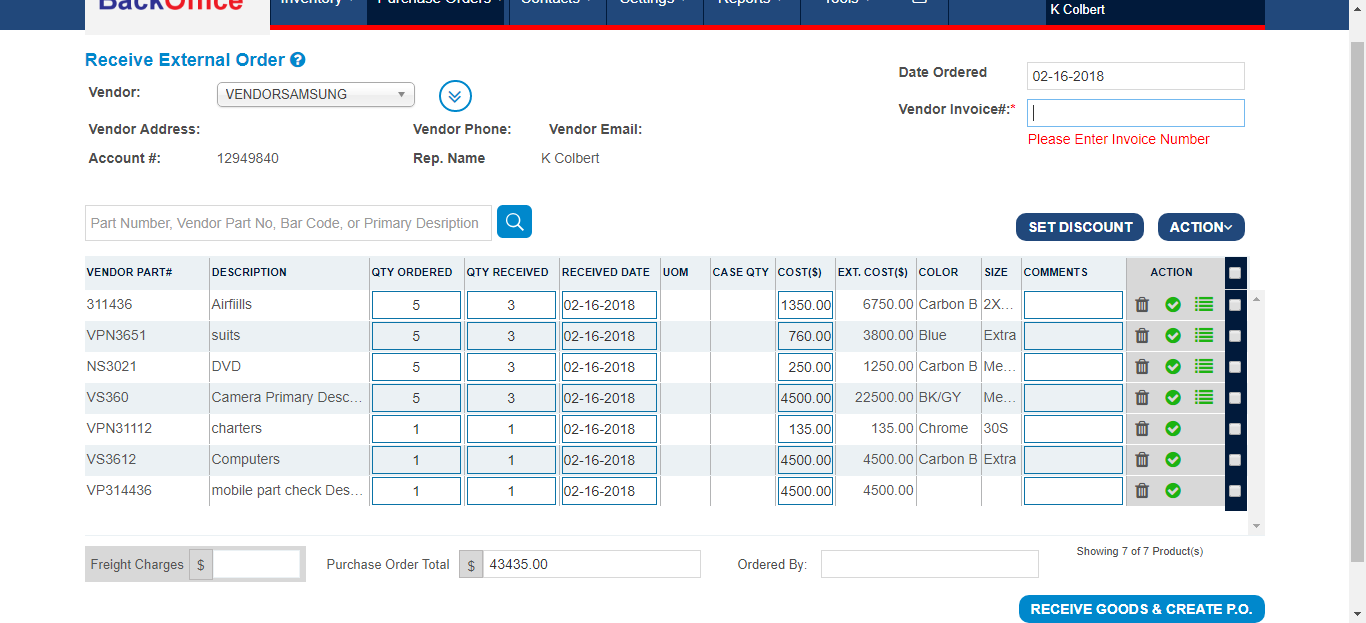 BackOffice
Inventory Purchase Orders Contacts Settings Reports Tools
K Colbert
Receive External Order ?
Date Ordered 02-16-2018
Vendor: VENDORSAMSUNG
Vendor Invoice#:*
Please Enter Invoice Number
Vendor Address: Vendor Phone: Vendor Email:
Account #: 12949840 Rep. Name K Colbert
Part Number, Vendor Part No, Bar Code, or Primary Desription
SET DISCOUNT ACTION
VENDOR PART# DESCRIPTION QTY ORDERED QTY RECEIVED RECEIVED DATE UOM CASE QTY COST($) EXT. COST($) COLOR SIZE COMMENTS ACTION
311436 Airfiills 5 3 02-16-2018 1350.00 6750.00 Carbon B 2X...
VPN3651 suits 5 3 02-16-2018 760.00 3800.00 Blue Extra
NS3021 DVD 5 3 02-16-2018 250.00 1250.00 Carbon B Me...
VS360 Camera Primary Desc... 5 3 02-16-2018 4500.00 22500.00 BK/GY Me...
VPN31112 charters 1 1 02-16-2018 135.00 135.00 Chrome 30S
VS3612 Computers 1 1 02-16-2018 4500.00 4500.00 Carbon B Extra
VP314436 mobile part check Des... 1 1 02-16-2018 4500.00 4500.00
Showing 7 of 7 Product(s)
Freight Charges $ Purchase Order Total $ 43435.00 Ordered By:
RECEIVE GOODS & CREATE P.O.